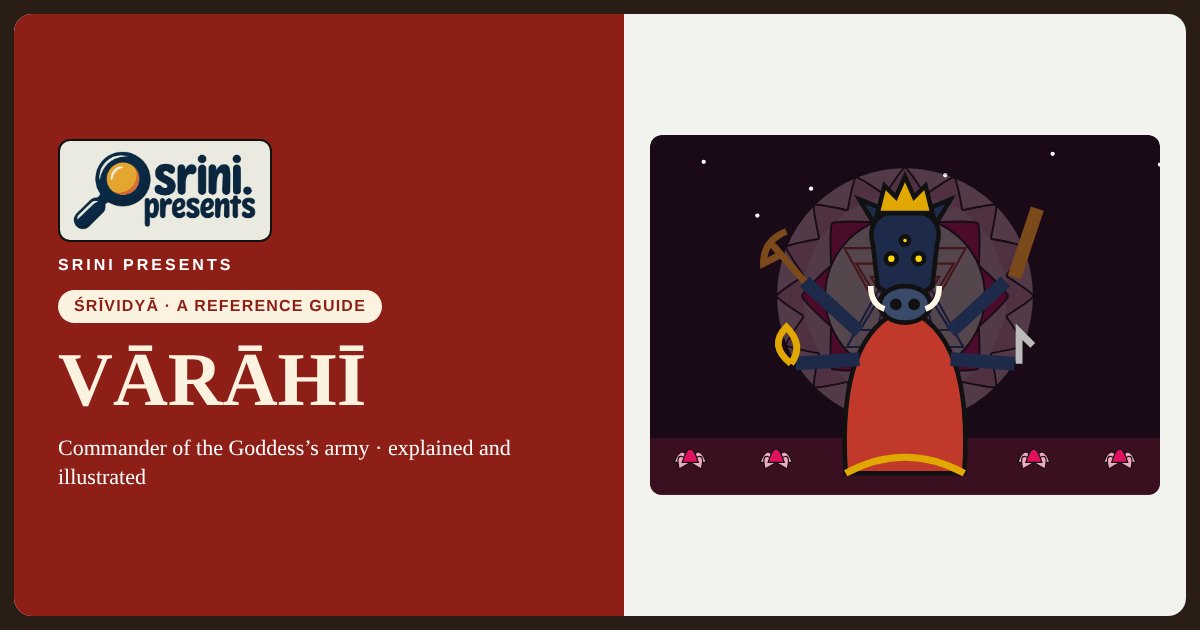 srini.
presents
SRINI PRESENTS
ŚRĪVIDYĀ · A REFERENCE GUIDE
VĀRĀHĪ
Commander of the Goddess’s army · explained and
illustrated